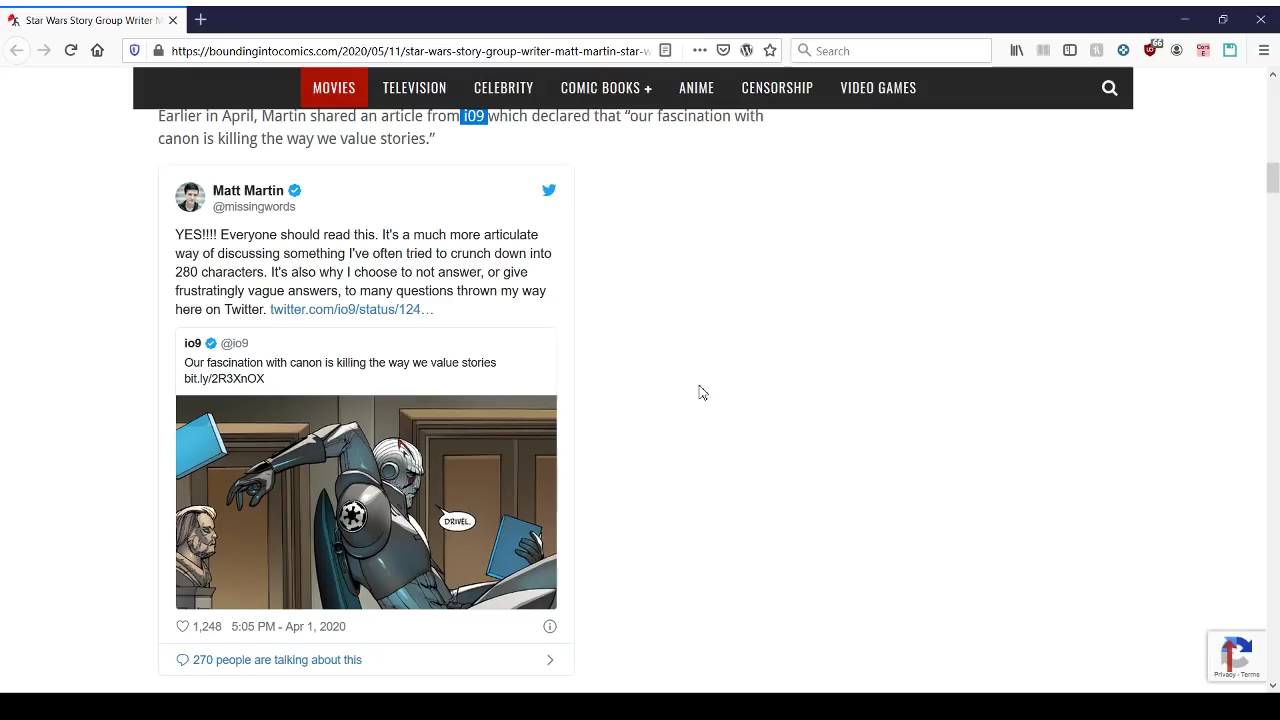 Star Wars Story Group Writer M
https://boundingintocomics.com/2020/05/11/star-wars-story-group-writer-matt-martin-star-w
Search
66
MOVIES TELEVISION CELEBRITY COMIC BOOKS + ANIME CENSORSHIP VIDEO GAMES
Earlier in April, Martin shared an article from i09 which declared that “our fascination with
canon is killing the way we value stories.”
Matt Martin
@missingwords
YES!!!! Everyone should read this. It's a much more articulate
way of discussing something I've often tried to crunch down into
280 characters. It's also why I choose to not answer, or give
frustratingly vague answers, to many questions thrown my way
here on Twitter. twitter.com/io9/status/124…
io9 @io9
Our fascination with canon is killing the way we value stories
bit.ly/2R3XnOX
DRIVEL.
1,248 5:05 PM - Apr 1, 2020
270 people are talking about this
Privacy - Terms